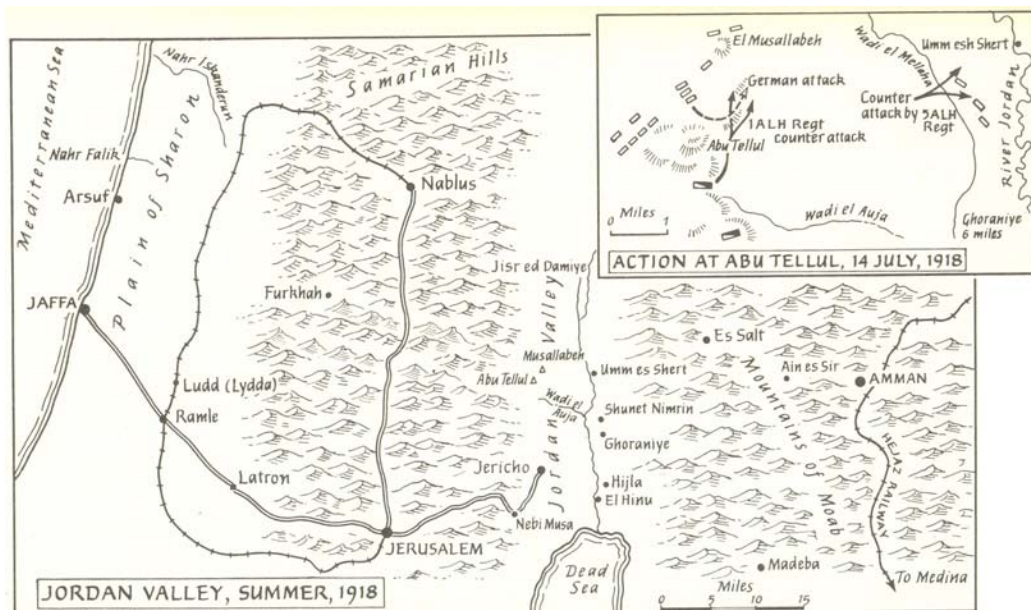 Mediterranean Sea
Nahr Iskanderun
Plain of Sharon
Nahr Falik
Arsuf
JAFFA
Samarian Hills
Nablus
Furkhah
Ludd (Lydda)
Ramle
Latron
JERUSALEM
Jericho
Nebi Musa
Jordan Valley
Jisr ed Damiye
Musallabeh
Abu Tellul
Wadi el
Auja
Umm es Shert
Shunet Nimrin
Ghoraniye
Hijla
El Hinu
Dead
Sea
Es Salt
Ain es Sir
AMMAN
Mountains of Moab
HEJAZ RAILWAY
Madeba
To Medina
Miles
0 5 10 15
JORDAN VALLEY, SUMMER, 1918
El Musallabeh
German attack
1ALH Regt
counter attack
Abu Tellul
Wadi el Mellaha
Umm esh Shert
Counter
attack by 5ALH
Regt
River Jordan
Wadi el Auja
Ghoraniye
6 miles
0 Miles 1
ACTION AT ABU TELLUL, 14 JULY, 1918